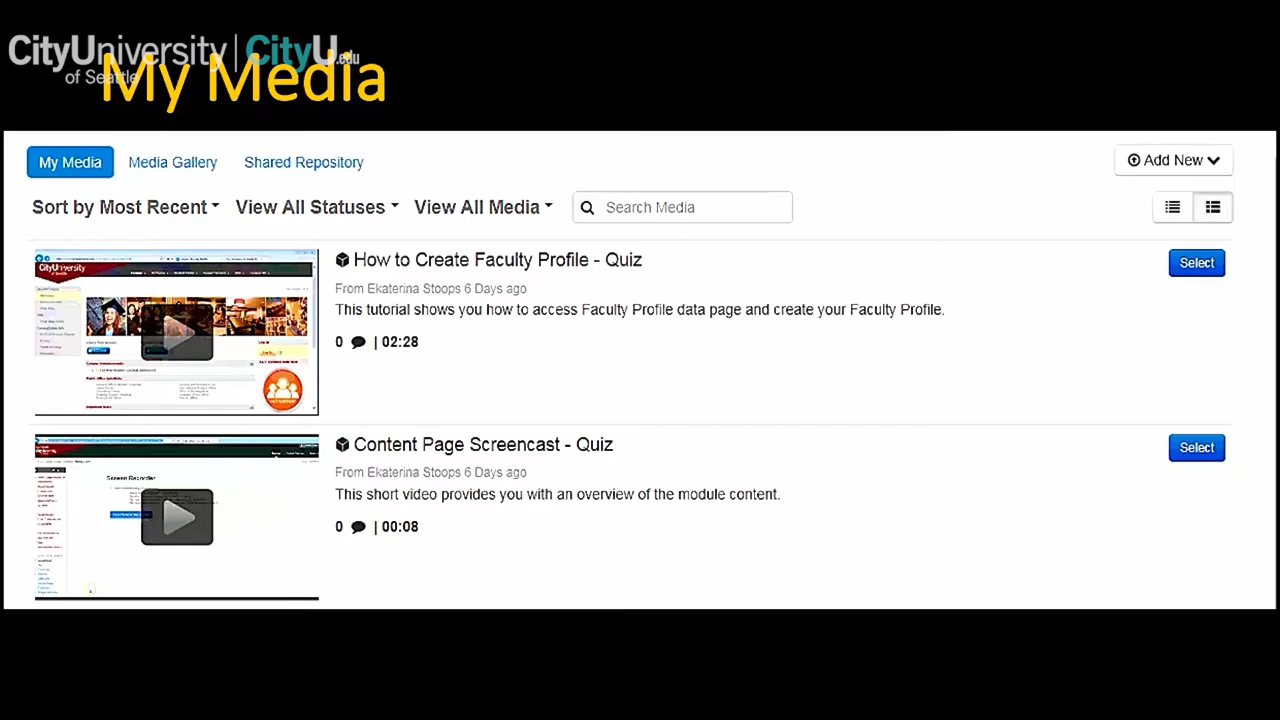 CityUniversity | CityU.edu
of Seattle
My Media
My Media Media Gallery Shared Repository Add New
Sort by Most Recent View All Statuses View All Media Search Media
CityUniversity
How to Create Faculty Profile - Quiz Select
From Ekaterina Stoops 6 Days ago
This tutorial shows you how to access Faculty Profile data page and create your Faculty Profile.
0 | 02:28
Content Page Screencast - Quiz Select
From Ekaterina Stoops 6 Days ago
Screen Recorder
This short video provides you with an overview of the module content.
0 | 00:08